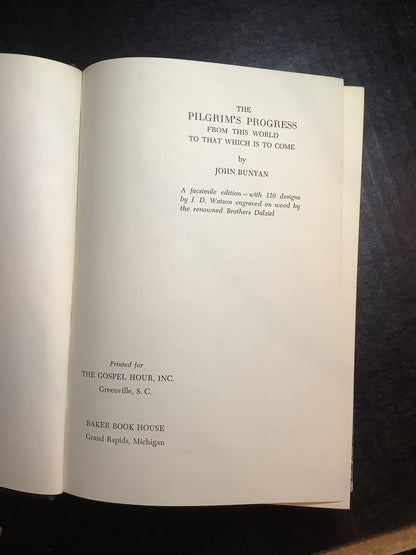 THE
PILGRIM'S PROGRESS
FROM THIS WORLD
TO THAT WHICH IS TO COME
by
JOHN BUNYAN
A facsimile edition—with 110 designs
by J. D. Watson engraved on wood by
the renowned Brothers Dalziel
Printed for
THE GOSPEL HOUR, INC.
Greenville, S. C.
BAKER BOOK HOUSE
Grand Rapids, Michigan